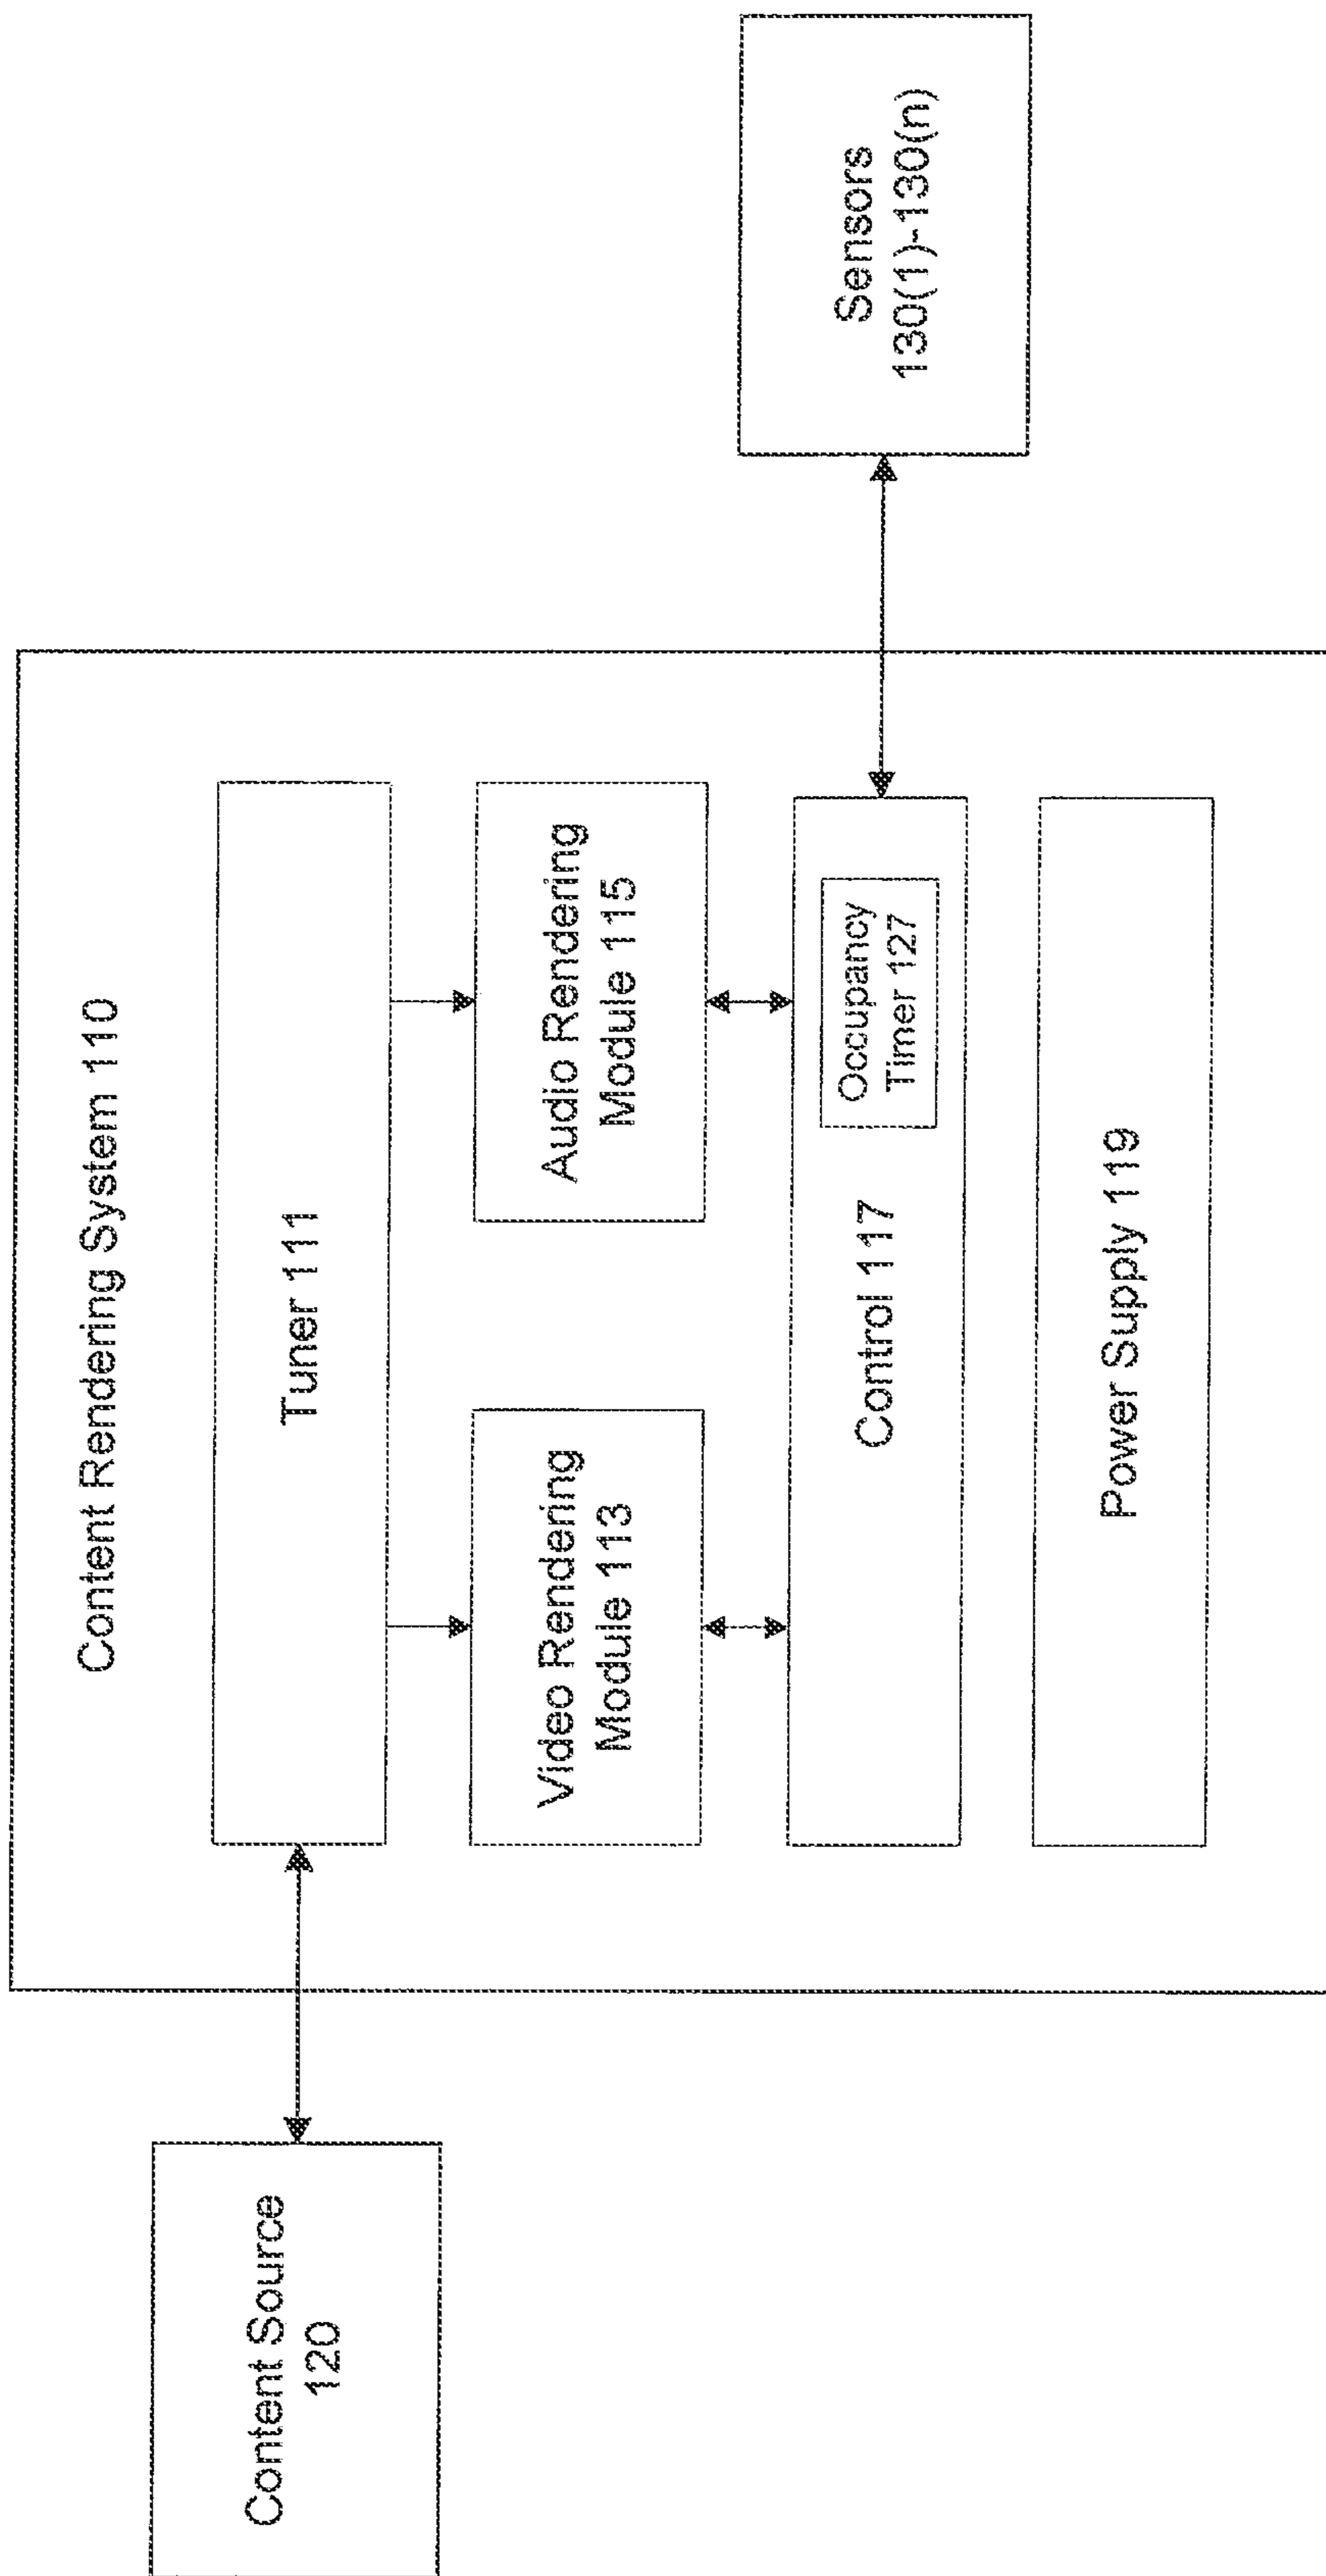 Content Rendering System 110
Content Source
120
Tuner 111
Video Rendering
Module 113
Audio Rendering
Module 115
Control 117
Occupancy
Timer 127
Power Supply 119
Sensors
130(1)-130(n)